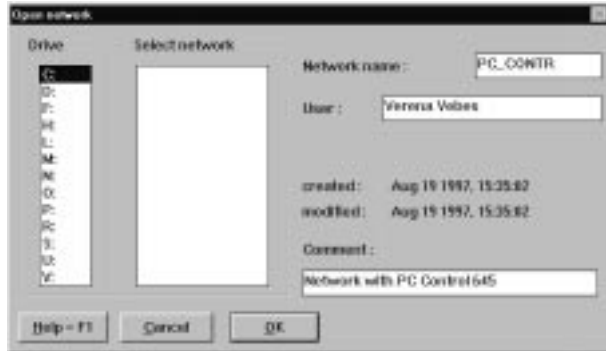 Open network
Drive
Select network
C:
D:
F:
H:
L:
M:
N:
O:
P:
R:
S:
U:
V:
Network name :
PC_CONTR
User :
Verena Vebes
created :
Aug 19 1997, 15:35:02
modified :
Aug 19 1997, 15:35:02
Comment :
Network with PC Control 645
Help = F1
Cancel
OK